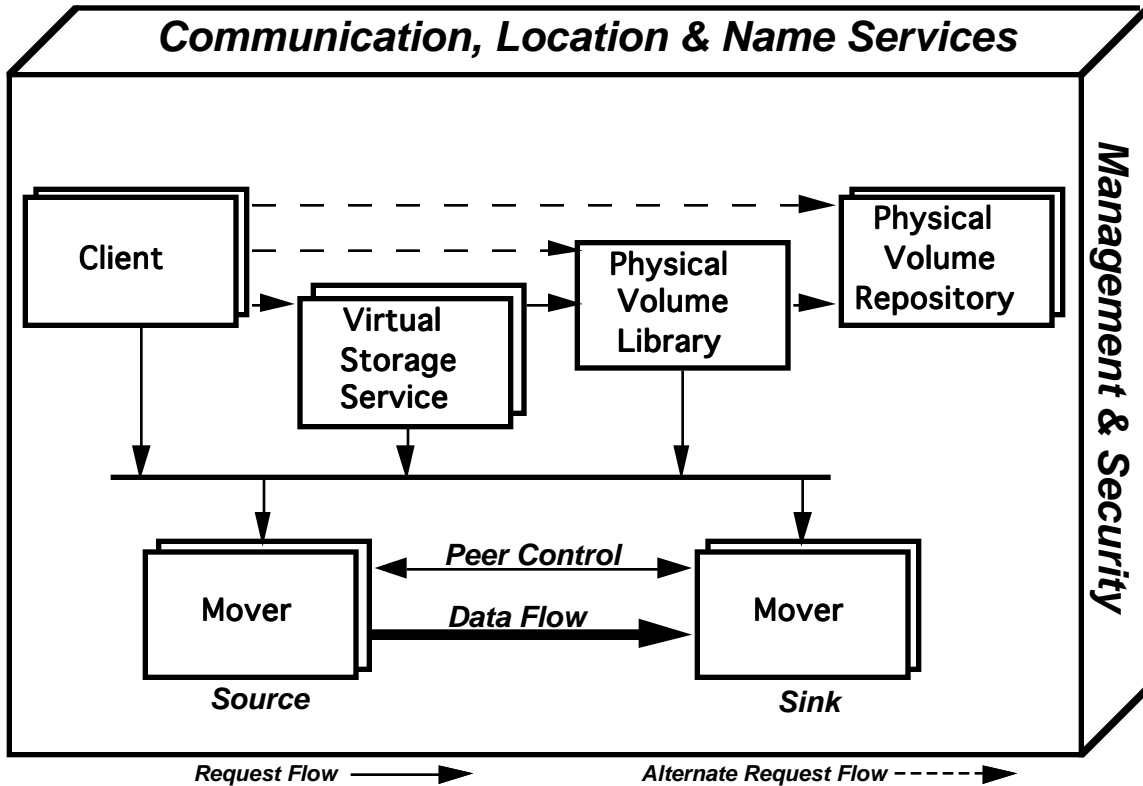 Communication, Location & Name Services
Management & Security
Client
Physical
Volume
Repository
Physical
Volume
Library
Virtual
Storage
Service
Peer Control
Mover
Mover
Data Flow
Source
Sink
Request Flow
Alternate Request Flow